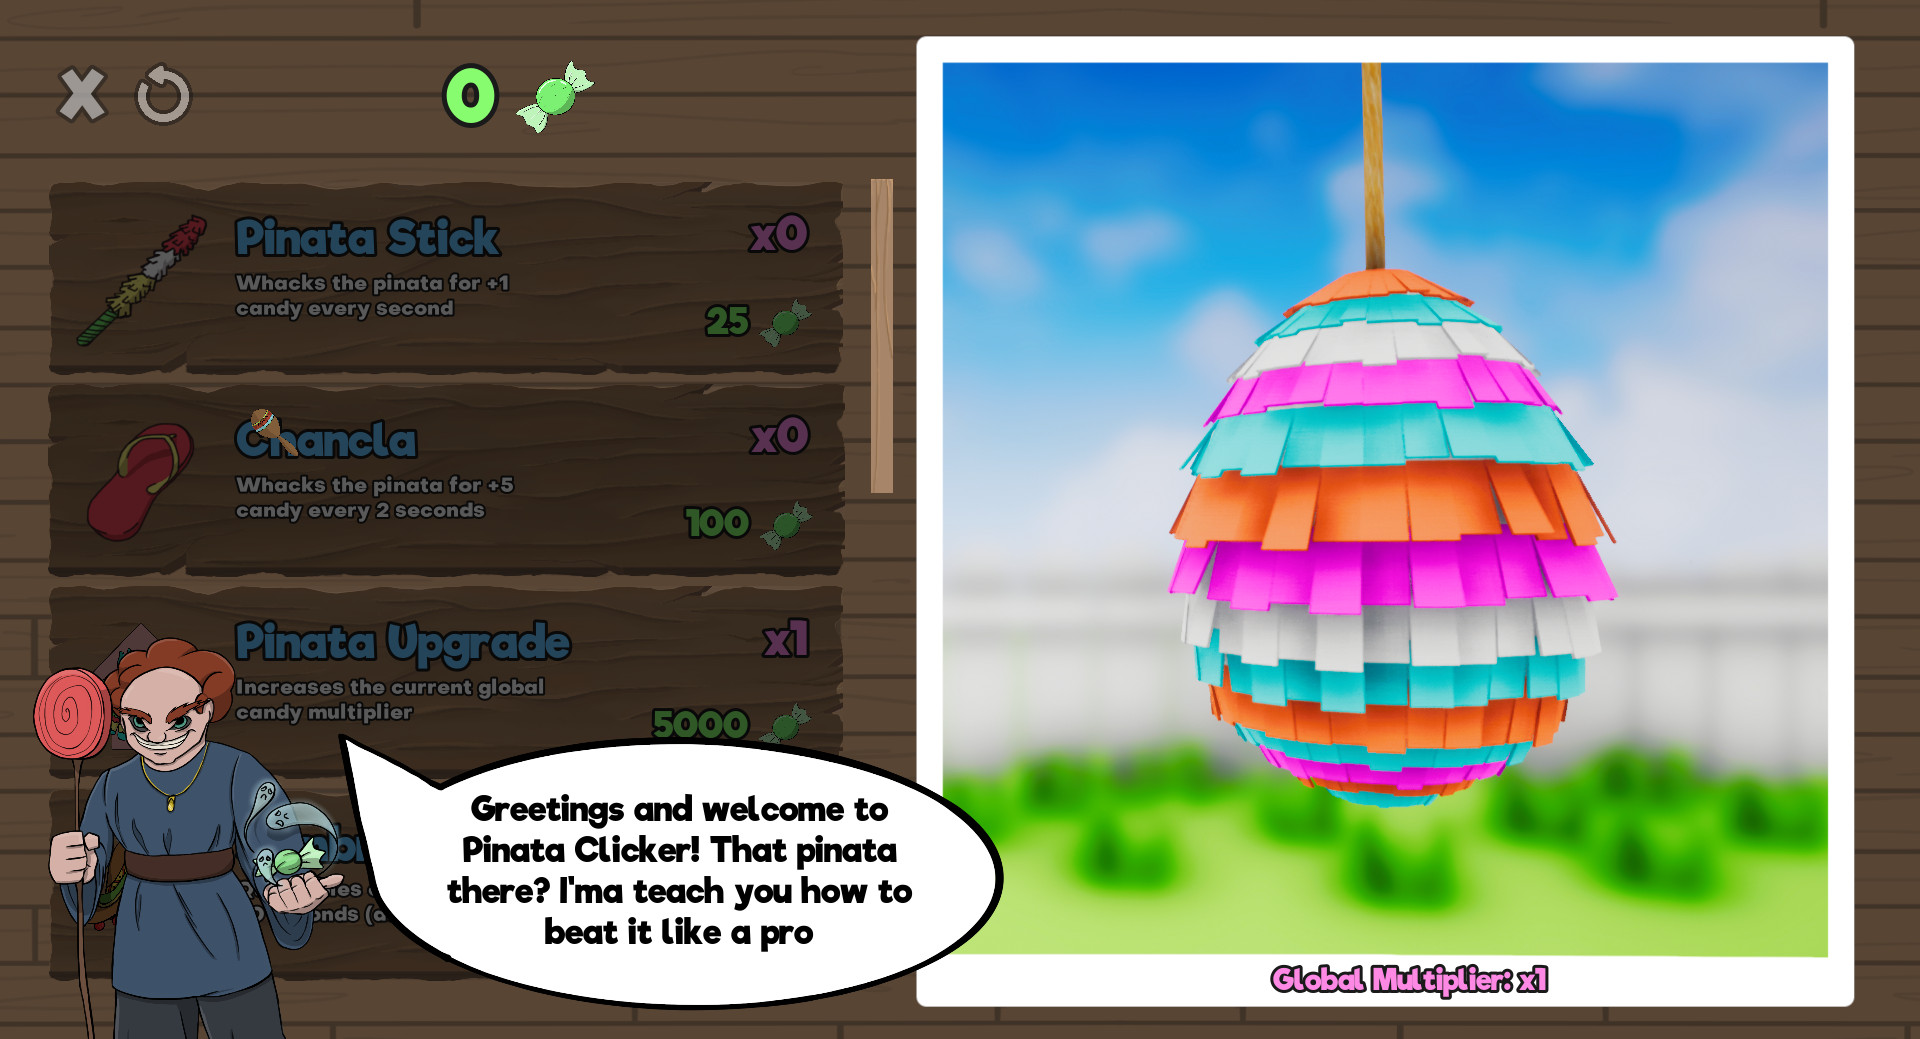 0
Pinata Stick
x0
Whacks the pinata for +1
candy every second
25
Chancla
x0
Whacks the pinata for +5
candy every 2 seconds
100
Pinata Upgrade
x1
Increases the current global
candy multiplier
5000
Greetings and welcome to
Pinata Clicker! That pinata
there? I'ma teach you how to
beat it like a pro
Global Multiplier: x1